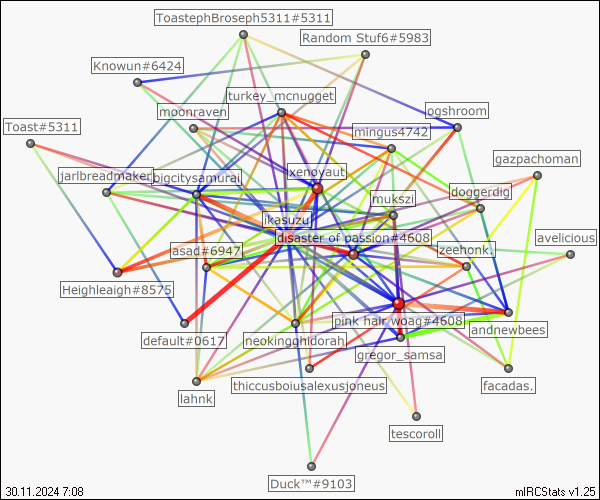 ToastephBroseph5311#5311
Random Stuf6#5983
Knowun#6424
turkey_mcnugget
moonraven
ogshroom
Toast#5311
mingus4742
gazpachoman
jarlbreadmaker
bigcitysamurai
xenovaut
doggerdig
mukszi
ikasuzu
disaster of passion#4608
avelicious
asad#6947
zeehonk.
Heighleaigh#8575
pink hair woag#4608
andnewbees
default#0617
neokingghidorah
gregor_samsa
thiccusboiusalexusjoneus
facadas.
lahnk
tescoroll
Duck™#9103
30.11.2024 7:08
mIRCStats v1.25